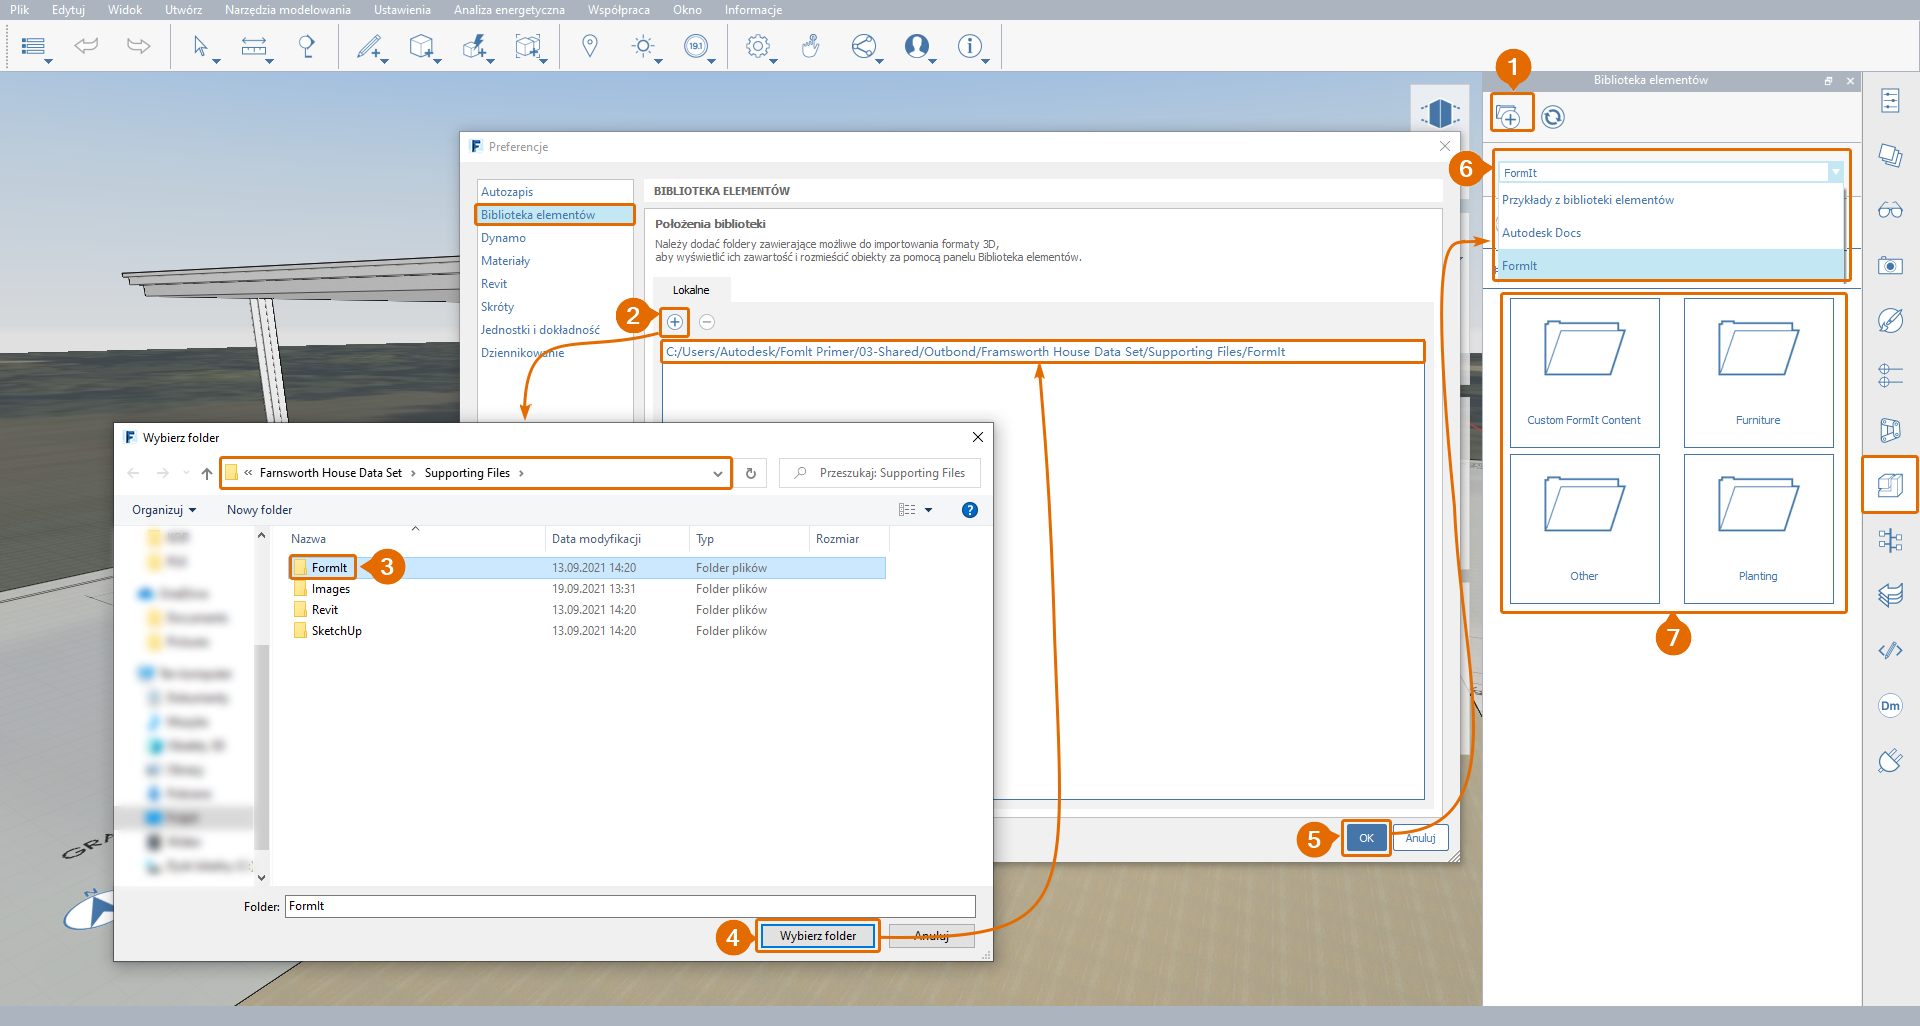 Plik Edytuj Widok Utwórz Narzędzia modelowania Ustawienia Analiza energetyczna Współpraca Okno Informacje
19.1
1
Biblioteka elementów
6
FormIt
Przykłady z biblioteki elementów
Autodesk Docs
FormIt
Custom FormIt Content
Furniture
Other
Planting
7
Dm
F Preferencje
Autozapis
Biblioteka elementów
Dynamo
Materiały
Revit
Skróty
Jednostki i dokładność
Dziennikowanie
BIBLIOTEKA ELEMENTÓW
Położenia biblioteki
Należy dodać foldery zawierające możliwe do importowania formaty 3D,
aby wyświetlić ich zawartość i rozmieścić obiekty za pomocą panelu Biblioteka elementów.
Lokalne
2
C:/Users/Autodesk/FomIt Primer/03-Shared/Outbond/Framsworth House Data Set/Supporting Files/FormIt
5
OK
Anuluj
F Wybierz folder
« Farnsworth House Data Set › Supporting Files ›
Przeszukaj: Supporting Files
Organizuj
Nowy folder
?
Nazwa Data modyfikacji Typ Rozmiar
FormIt 13.09.2021 14:20 Folder plików
3
Images 19.09.2021 13:31 Folder plików
Revit 13.09.2021 14:20 Folder plików
SketchUp 13.09.2021 14:20 Folder plików
Folder: FormIt
4
Wybierz folder
Anuluj
GRA
N